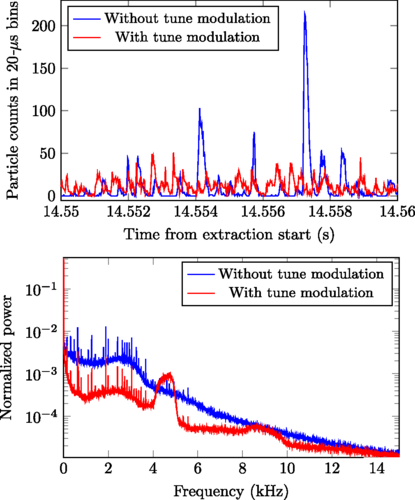 Particle counts in 20-μs bins
200
150
100
50
0
Without tune modulation
With tune modulation
14.55 14.552 14.554 14.556 14.558 14.56
Time from extraction start (s)
Normalized power
10⁻¹
10⁻²
10⁻³
10⁻⁴
Without tune modulation
With tune modulation
0 2 4 6 8 10 12 14
Frequency (kHz)